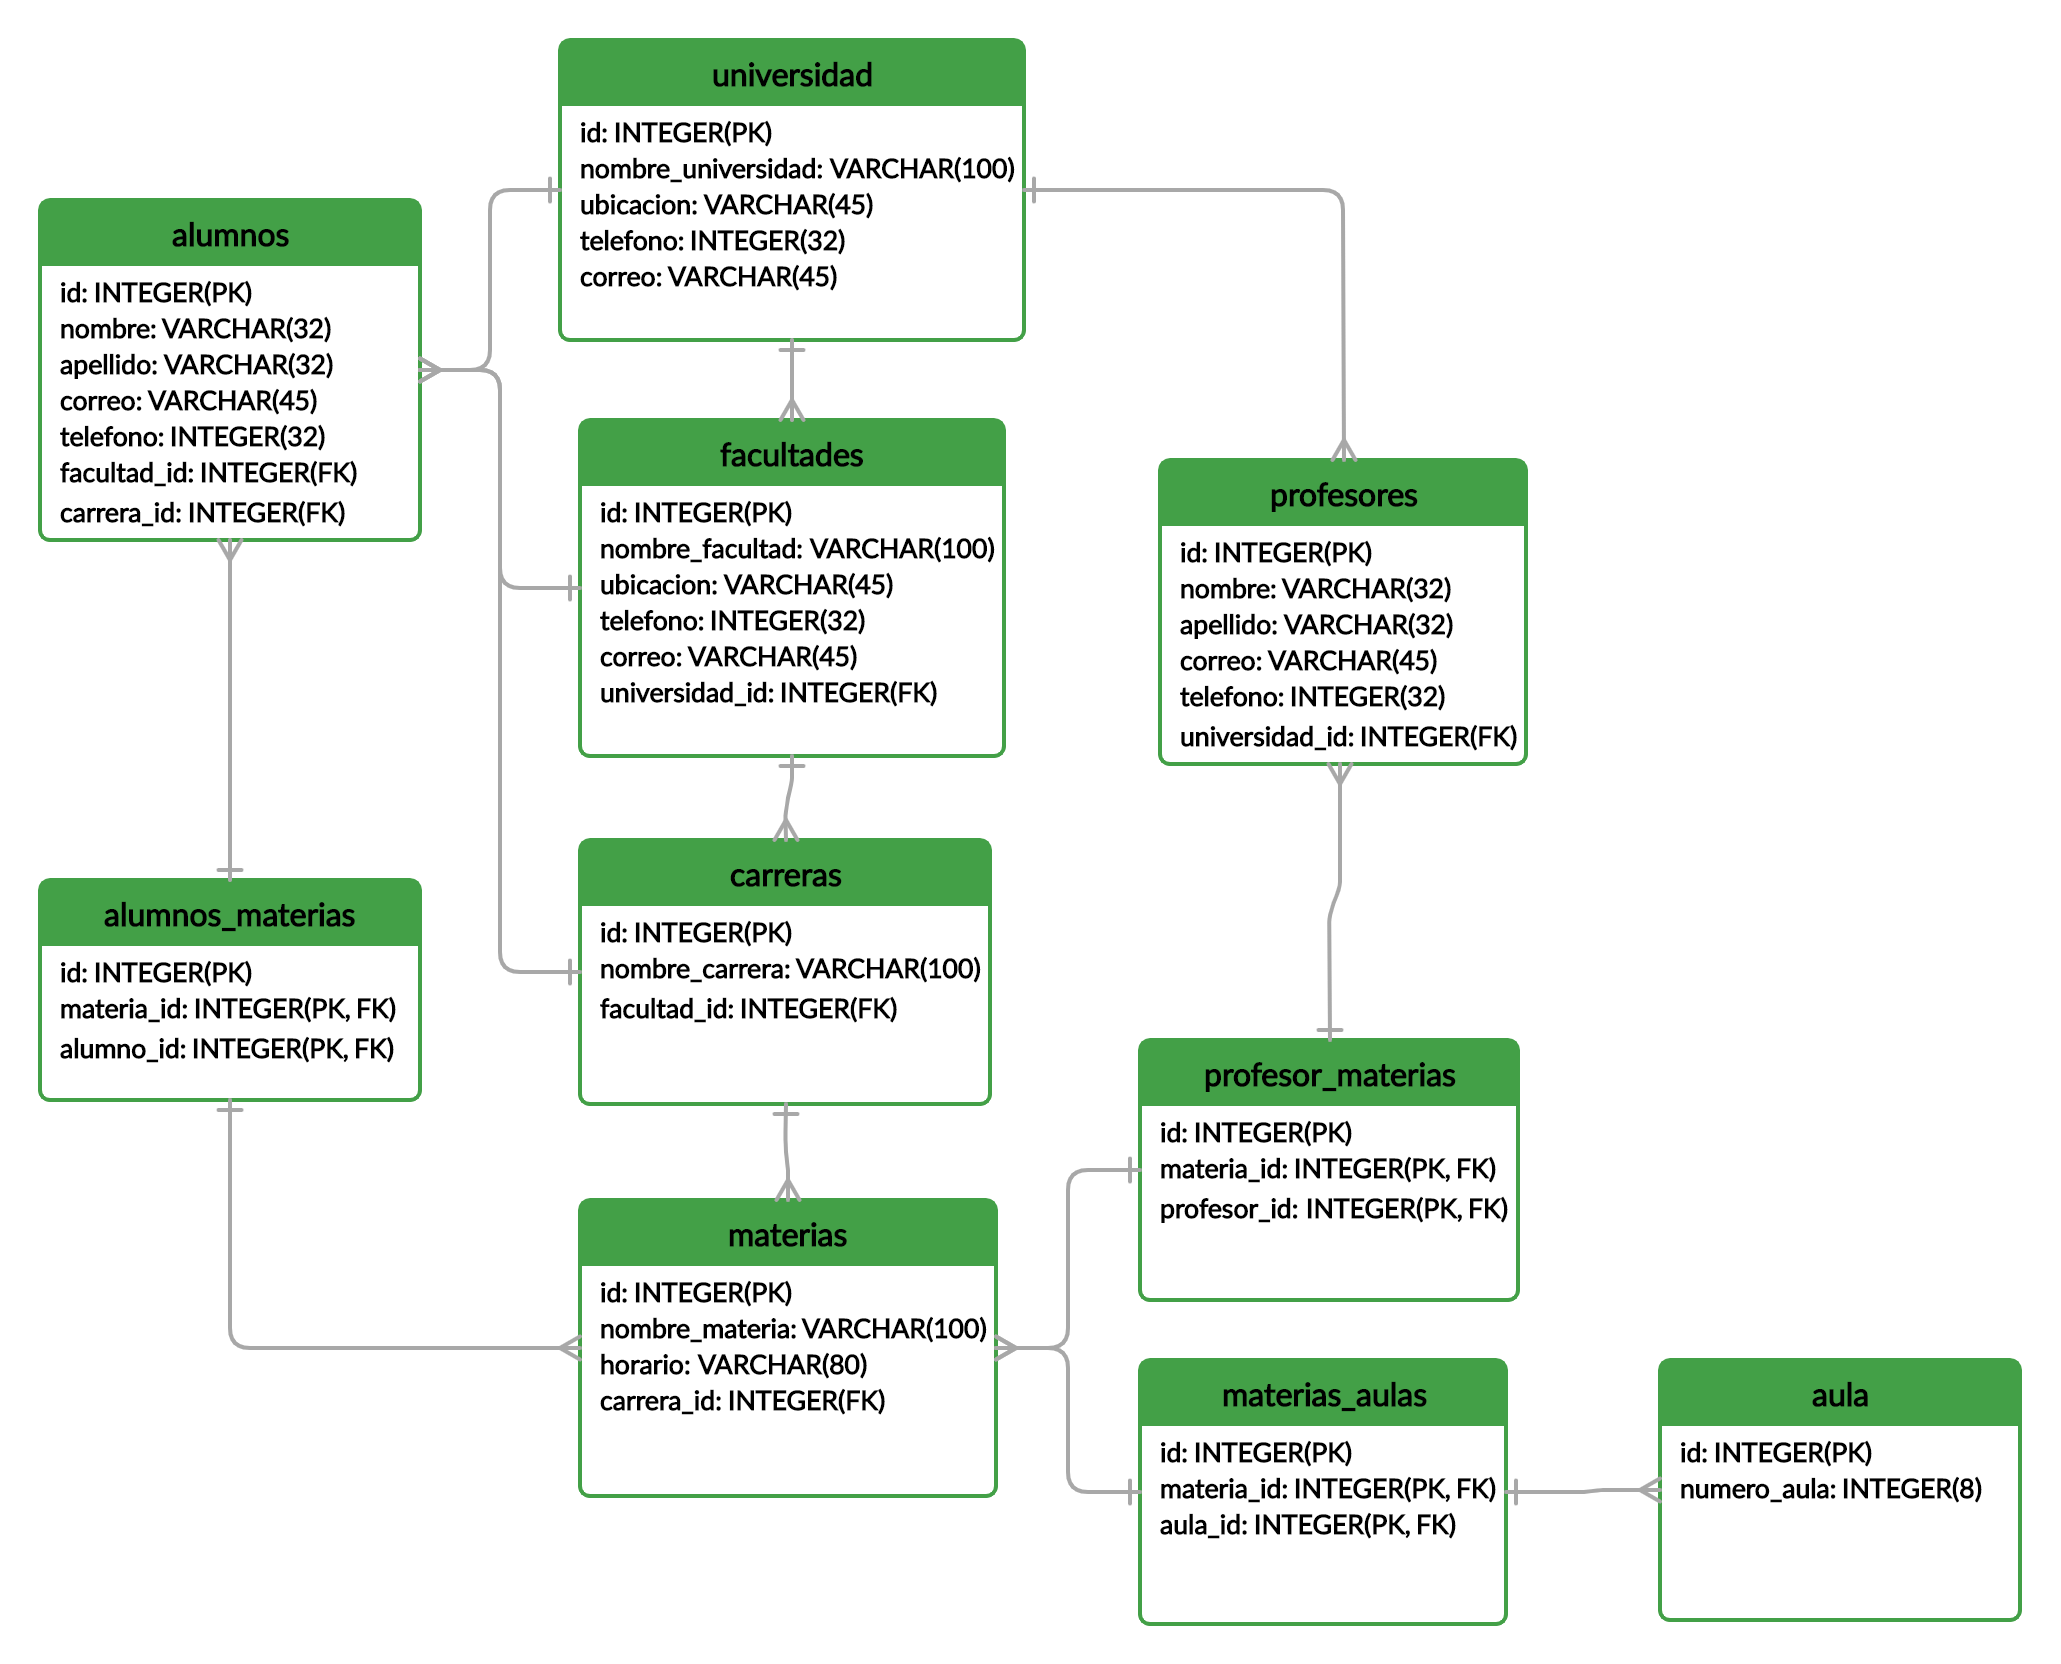 universidad
id: INTEGER(PK)
nombre_universidad: VARCHAR(100)
ubicacion: VARCHAR(45)
telefono: INTEGER(32)
correo: VARCHAR(45)
alumnos
id: INTEGER(PK)
nombre: VARCHAR(32)
apellido: VARCHAR(32)
correo: VARCHAR(45)
telefono: INTEGER(32)
facultad_id: INTEGER(FK)
carrera_id: INTEGER(FK)
facultades
id: INTEGER(PK)
nombre_facultad: VARCHAR(100)
ubicacion: VARCHAR(45)
telefono: INTEGER(32)
correo: VARCHAR(45)
universidad_id: INTEGER(FK)
profesores
id: INTEGER(PK)
nombre: VARCHAR(32)
apellido: VARCHAR(32)
correo: VARCHAR(45)
telefono: INTEGER(32)
universidad_id: INTEGER(FK)
carreras
id: INTEGER(PK)
nombre_carrera: VARCHAR(100)
facultad_id: INTEGER(FK)
alumnos_materias
id: INTEGER(PK)
materia_id: INTEGER(PK, FK)
alumno_id: INTEGER(PK, FK)
profesor_materias
id: INTEGER(PK)
materia_id: INTEGER(PK, FK)
profesor_id: INTEGER(PK, FK)
materias
id: INTEGER(PK)
nombre_materia: VARCHAR(100)
horario: VARCHAR(80)
carrera_id: INTEGER(FK)
materias_aulas
id: INTEGER(PK)
materia_id: INTEGER(PK, FK)
aula_id: INTEGER(PK, FK)
aula
id: INTEGER(PK)
numero_aula: INTEGER(8)